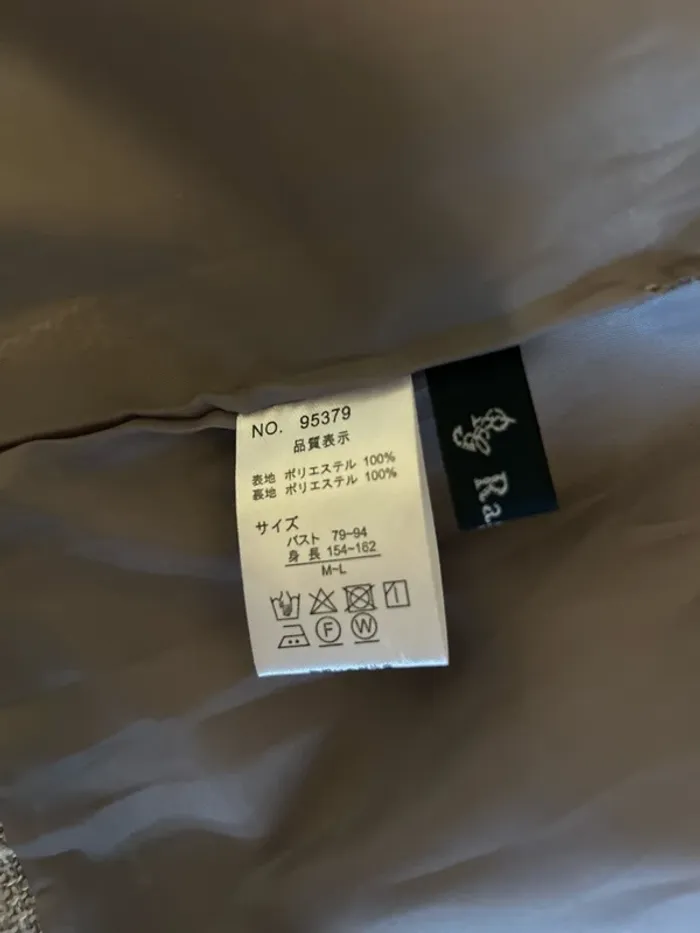 NO. 95379
品質表示
表地 ポリエステル 100%
裏地 ポリエステル 100%
サイズ
バスト 79~94
身長 154~162
M~L
F W
Ra